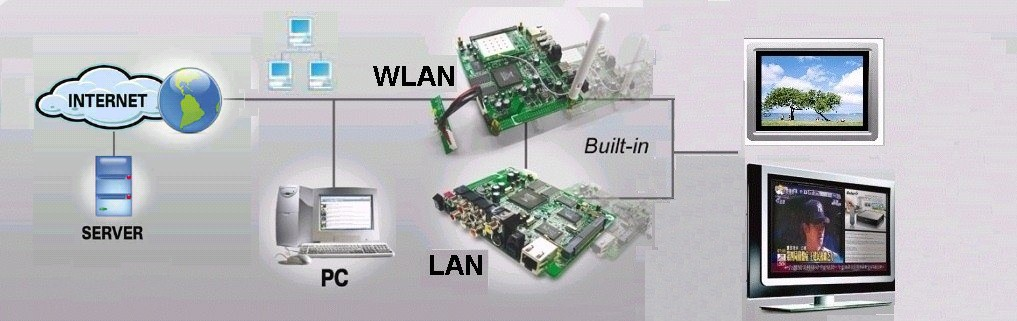 INTERNET
SERVER
WLAN
PC
LAN
Built-in